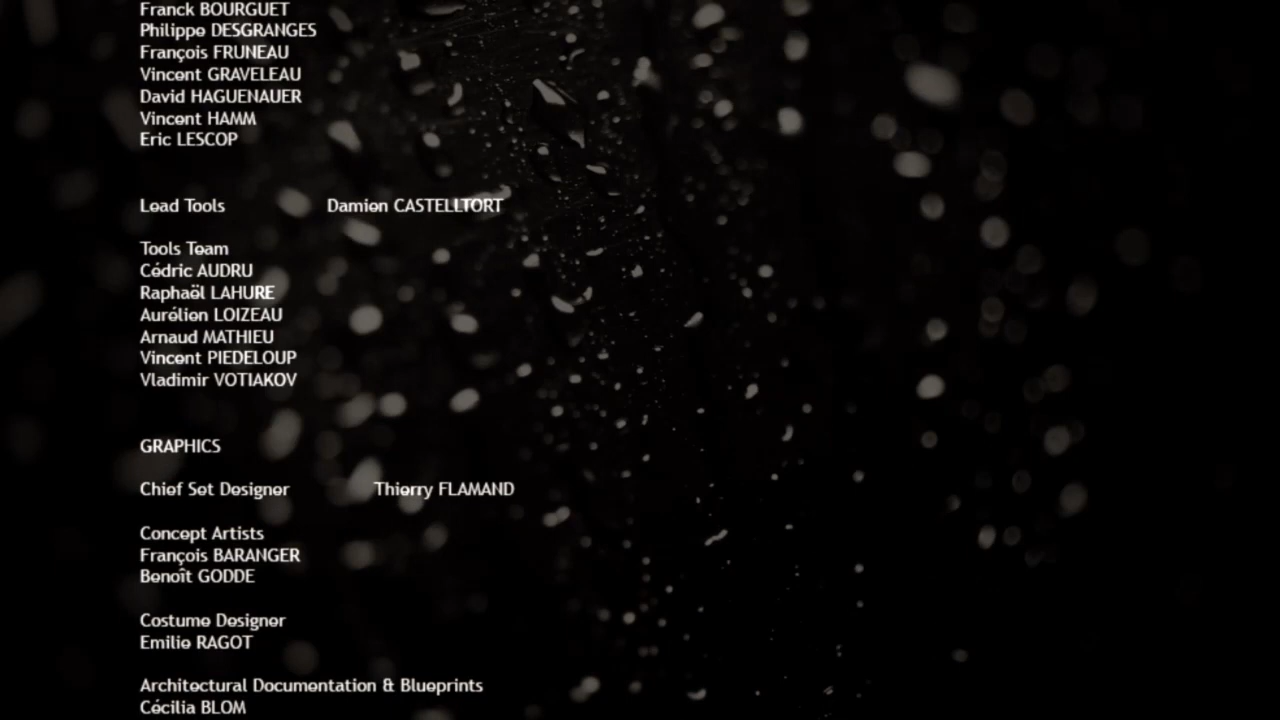 Franck BOURGUET
Philippe DESGRANGES
François FRUNEAU
Vincent GRAVELEAU
David HAGUENAUER
Vincent HAMM
Eric LESCOP
Lead Tools Damien CASTELLTORT
Tools Team
Cédric AUDRU
Raphaël LAHURE
Aurélien LOIZEAU
Arnaud MATHIEU
Vincent PIEDELOUP
Vladimir VOTIAKOV
GRAPHICS
Chief Set Designer Thierry FLAMAND
Concept Artists
François BARANGER
Benoît GODDE
Costume Designer
Emilie RAGOT
Architectural Documentation & Blueprints
Cécilia BLOM